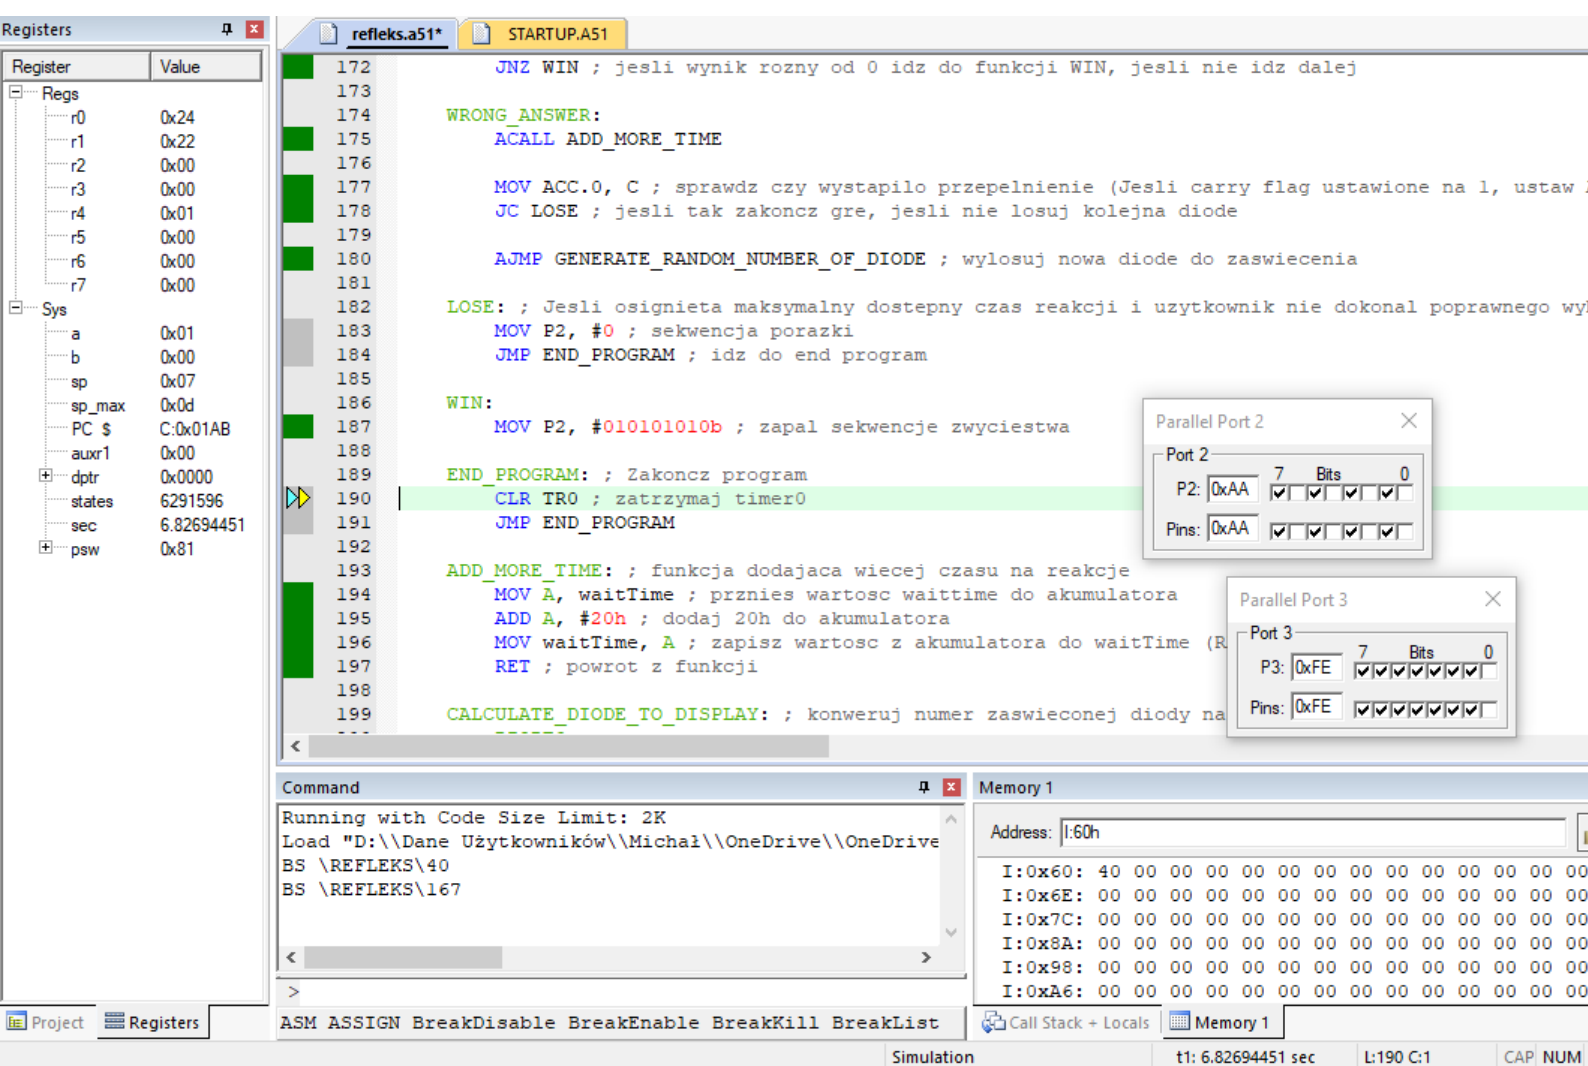 Registers
Register Value
Regs
r0 0x24
r1 0x22
r2 0x00
r3 0x00
r4 0x01
r5 0x00
r6 0x00
r7 0x00
Sys
a 0x01
b 0x00
sp 0x07
sp_max 0x0d
PC $ C:0x01AB
auxr1 0x00
dptr 0x0000
states 6291596
sec 6.82694451
psw 0x81
Project Registers
refleks.a51* STARTUP.A51
172 JNZ WIN ; jesli wynik rozny od 0 idz do funkcji WIN, jesli nie idz dalej
173
174 WRONG_ANSWER:
175 ACALL ADD_MORE_TIME
176
177 MOV ACC.0, C ; sprawdz czy wystapilo przepelnienie (Jesli carry flag ustawione na 1, ustaw
178 JC LOSE ; jesli tak zakoncz gre, jesli nie losuj kolejna diode
179
180 AJMP GENERATE_RANDOM_NUMBER_OF_DIODE ; wylosuj nowa diode do zaswiecenia
181
182 LOSE: ; Jesli osignieta maksymalny dostepny czas reakcji i uzytkownik nie dokonal poprawnego
183 MOV P2, #0 ; sekwencja porazki
184 JMP END_PROGRAM ; idz do end program
185
186 WIN:
187 MOV P2, #010101010b ; zapal sekwencje zwyciestwa
188
189 END_PROGRAM: ; Zakoncz program
190 CLR TR0 ; zatrzymaj timer0
191 JMP END_PROGRAM
192
193 ADD_MORE_TIME: ; funkcja dodajaca wiecej czasu na reakcje
194 MOV A, waitTime ; prznies wartosc waittime do akumulatora
195 ADD A, #20h ; dodaj 20h do akumulatora
196 MOV waitTime, A ; zapisz wartosc z akumulatora do waitTime (R
197 RET ; powrot z funkcji
198
199 CALCULATE_DIODE_TO_DISPLAY: ; konweruj numer zaswieconej diody na
Parallel Port 2
Port 2
7 Bits 0
P2: 0xAA
Pins: 0xAA
Parallel Port 3
Port 3
7 Bits 0
P3: 0xFE
Pins: 0xFE
Command
Running with Code Size Limit: 2K
Load "D:\\Dane Użytkowników\\Michał\\OneDrive\\OneDrive
BS \REFLEKS\40
BS \REFLEKS\167
>
ASM ASSIGN BreakDisable BreakEnable BreakKill BreakList
Memory 1
Address: I:60h
I:0x60: 40 00 00 00 00 00 00 00 00 00 00 00 00 00
I:0x6E: 00 00 00 00 00 00 00 00 00 00 00 00 00 00
I:0x7C: 00 00 00 00 00 00 00 00 00 00 00 00 00 00
I:0x8A: 00 00 00 00 00 00 00 00 00 00 00 00 00 00
I:0x98: 00 00 00 00 00 00 00 00 00 00 00 00 00 00
I:0xA6: 00 00 00 00 00 00 00 00 00 00 00 00 00 00
Call Stack + Locals Memory 1
Simulation t1: 6.82694451 sec L:190 C:1 CAP NUM